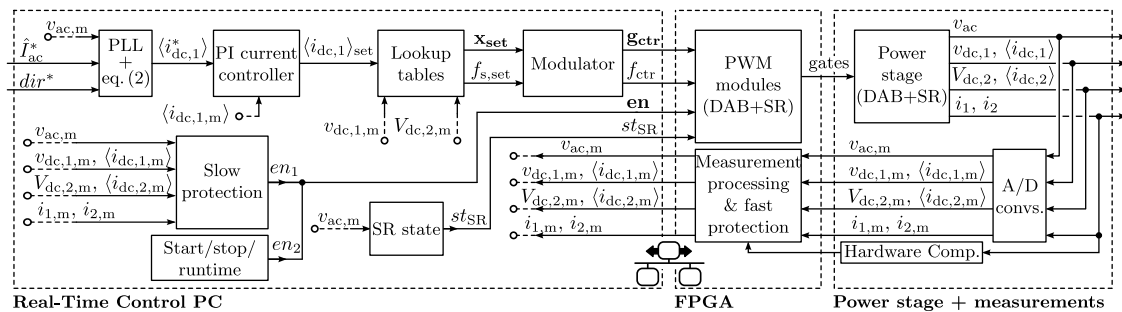 v_ac,m
Î*_ac
dir*
PLL
+
eq. (2)
⟨i*_dc,1⟩
PI current
controller
⟨i_dc,1,m⟩
⟨i_dc,1⟩_set
Lookup
tables
v_dc,1,m
V_dc,2,m
x_set
f_s,set
Modulator
g_ctr
f_ctr
en
st_SR
PWM
modules
(DAB+SR)
gates
Power
stage
(DAB+SR)
v_ac
v_dc,1, ⟨i_dc,1⟩
V_dc,2, ⟨i_dc,2⟩
i_1, i_2
v_ac,m
v_dc,1,m, ⟨i_dc,1,m⟩
V_dc,2,m, ⟨i_dc,2,m⟩
i_1,m, i_2,m
Slow
protection
en_1
Start/stop/
runtime
en_2
v_ac,m
SR state
st_SR
v_ac,m
v_dc,1,m, ⟨i_dc,1,m⟩
V_dc,2,m, ⟨i_dc,2,m⟩
i_1,m, i_2,m
Measurement
processing
& fast
protection
v_ac,m
v_dc,1,m, ⟨i_dc,1,m⟩
V_dc,2,m, ⟨i_dc,2,m⟩
i_1,m, i_2,m
A/D
convs.
Hardware Comp.
Real-Time Control PC
FPGA
Power stage + measurements